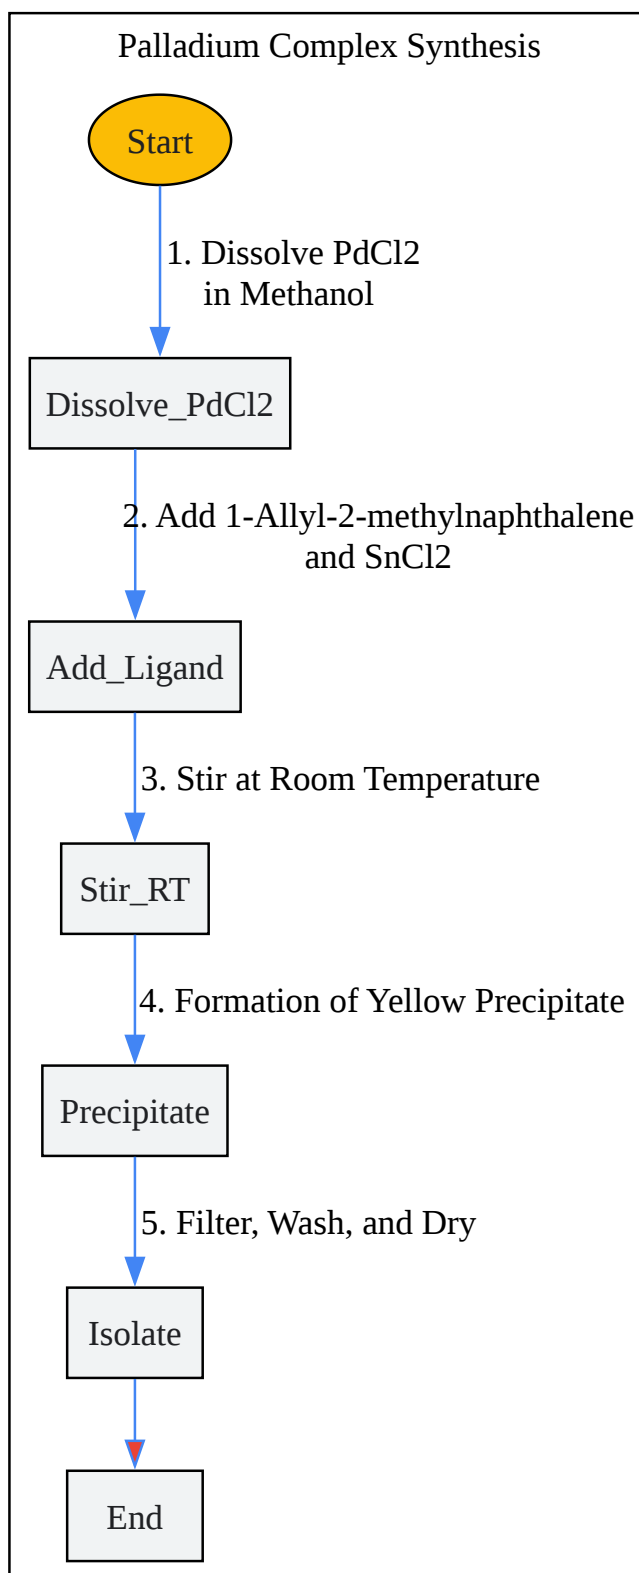 Palladium Complex Synthesis
Start
1. Dissolve PdCl2
in Methanol
Dissolve_PdCl2
2. Add 1-Allyl-2-methylnaphthalene
and SnCl2
Add_Ligand
3. Stir at Room Temperature
Stir_RT
4. Formation of Yellow Precipitate
Precipitate
5. Filter, Wash, and Dry
Isolate
End